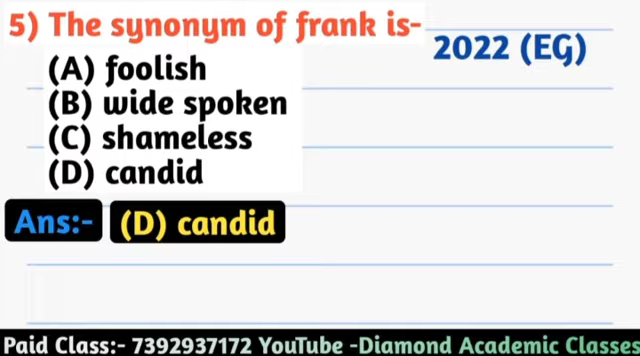 5) The synonym of frank is-
2022 (EG)
(A) foolish
(B) wide spoken
(C) shameless
(D) candid
Ans:- (D) candid
Paid Class:- 7392937172 YouTube -Diamond Academic Classes